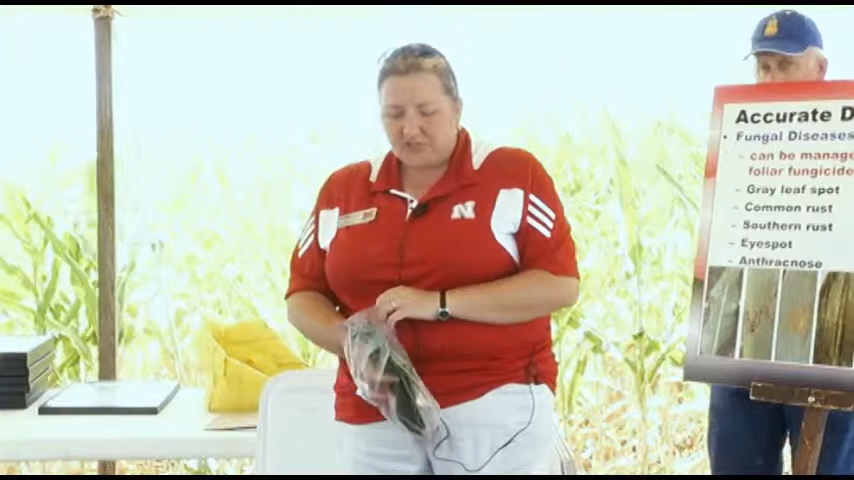 N
Accurate D
• Fungal Diseases
– can be manage
foliar fungicide
– Gray leaf spot
– Common rust
– Southern rust
– Eyespot
– Anthracnose